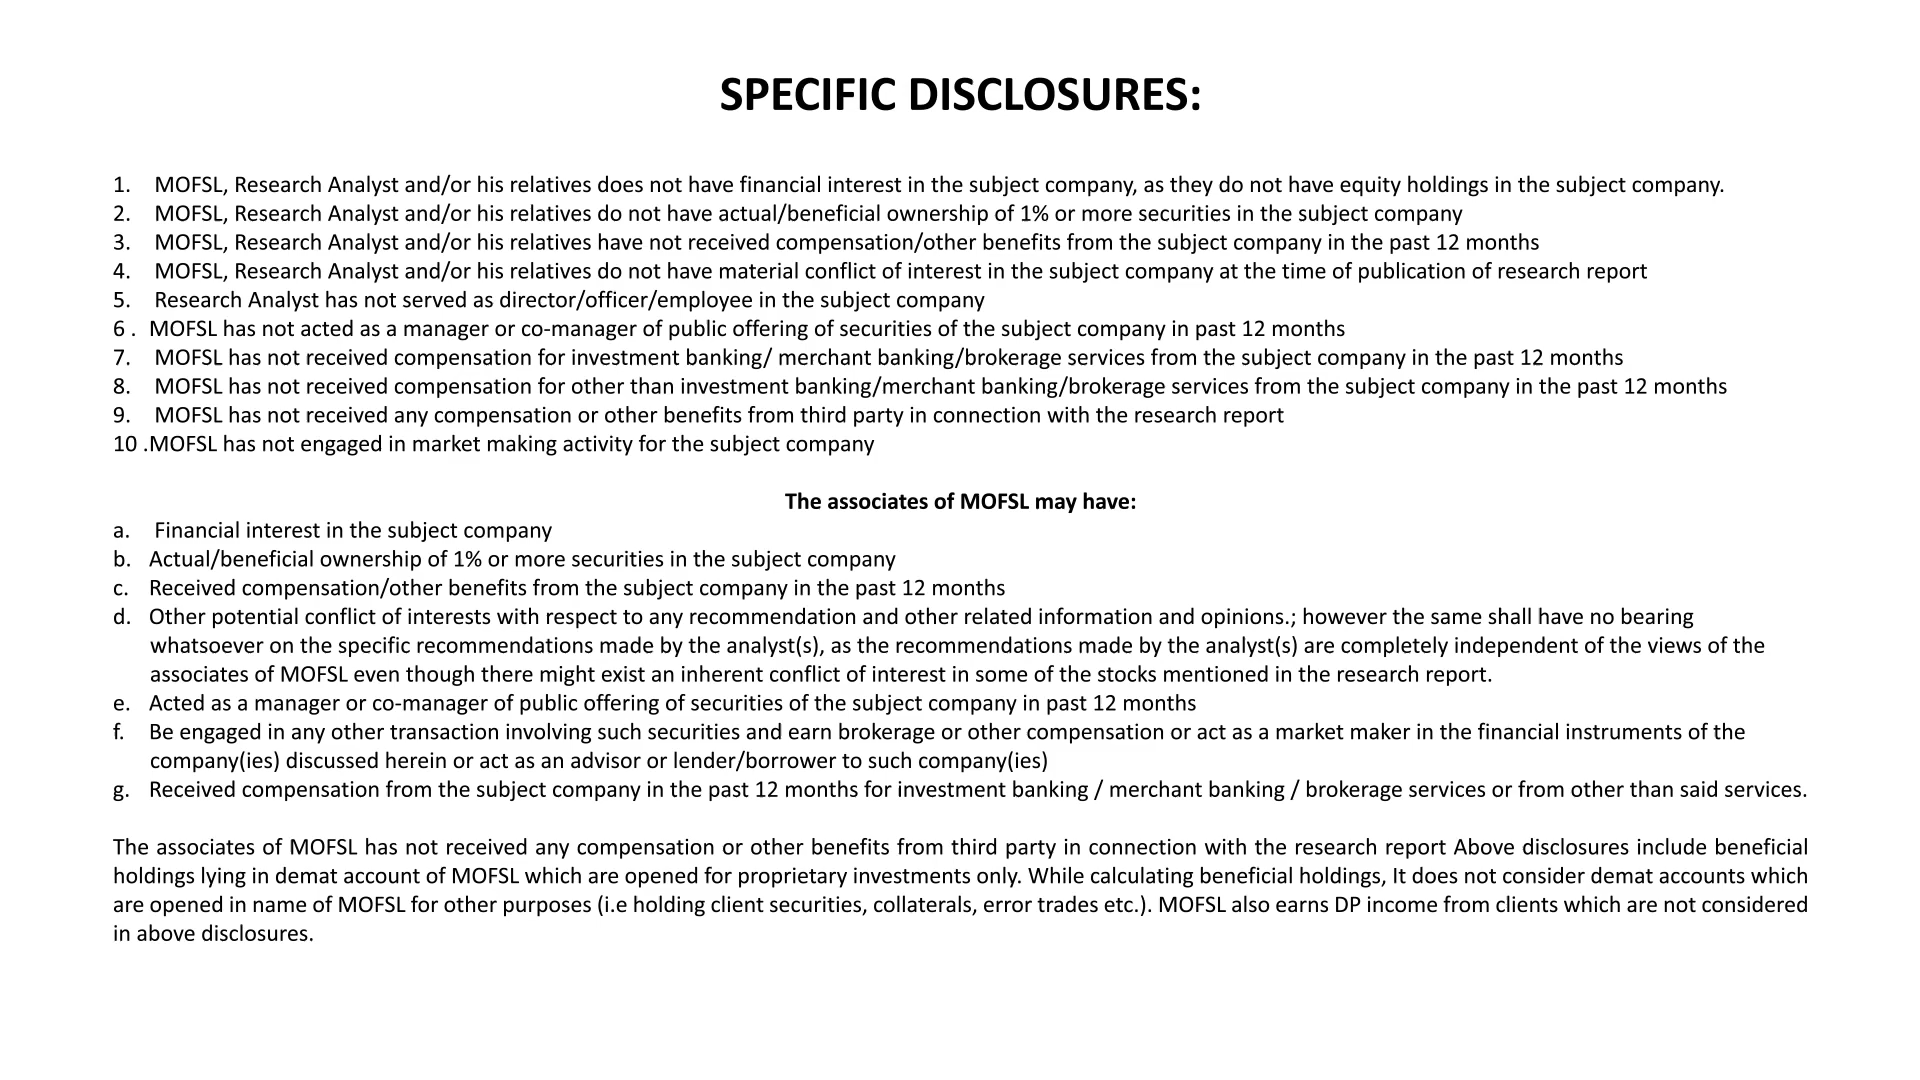 SPECIFIC DISCLOSURES:
1. MOFSL, Research Analyst and/or his relatives does not have financial interest in the subject company, as they do not have equity holdings in the subject company.
2. MOFSL, Research Analyst and/or his relatives do not have actual/beneficial ownership of 1% or more securities in the subject company
3. MOFSL, Research Analyst and/or his relatives have not received compensation/other benefits from the subject company in the past 12 months
4. MOFSL, Research Analyst and/or his relatives do not have material conflict of interest in the subject company at the time of publication of research report
5. Research Analyst has not served as director/officer/employee in the subject company
6 . MOFSL has not acted as a manager or co-manager of public offering of securities of the subject company in past 12 months
7. MOFSL has not received compensation for investment banking/ merchant banking/brokerage services from the subject company in the past 12 months
8. MOFSL has not received compensation for other than investment banking/merchant banking/brokerage services from the subject company in the past 12 months
9. MOFSL has not received any compensation or other benefits from third party in connection with the research report
10 .MOFSL has not engaged in market making activity for the subject company
The associates of MOFSL may have:
a. Financial interest in the subject company
b. Actual/beneficial ownership of 1% or more securities in the subject company
c. Received compensation/other benefits from the subject company in the past 12 months
d. Other potential conflict of interests with respect to any recommendation and other related information and opinions.; however the same shall have no bearing
whatsoever on the specific recommendations made by the analyst(s), as the recommendations made by the analyst(s) are completely independent of the views of the
associates of MOFSL even though there might exist an inherent conflict of interest in some of the stocks mentioned in the research report.
e. Acted as a manager or co-manager of public offering of securities of the subject company in past 12 months
f. Be engaged in any other transaction involving such securities and earn brokerage or other compensation or act as a market maker in the financial instruments of the
company(ies) discussed herein or act as an advisor or lender/borrower to such company(ies)
g. Received compensation from the subject company in the past 12 months for investment banking / merchant banking / brokerage services or from other than said services.
The associates of MOFSL has not received any compensation or other benefits from third party in connection with the research report Above disclosures include beneficial
holdings lying in demat account of MOFSL which are opened for proprietary investments only. While calculating beneficial holdings, It does not consider demat accounts which
are opened in name of MOFSL for other purposes (i.e holding client securities, collaterals, error trades etc.). MOFSL also earns DP income from clients which are not considered
in above disclosures.